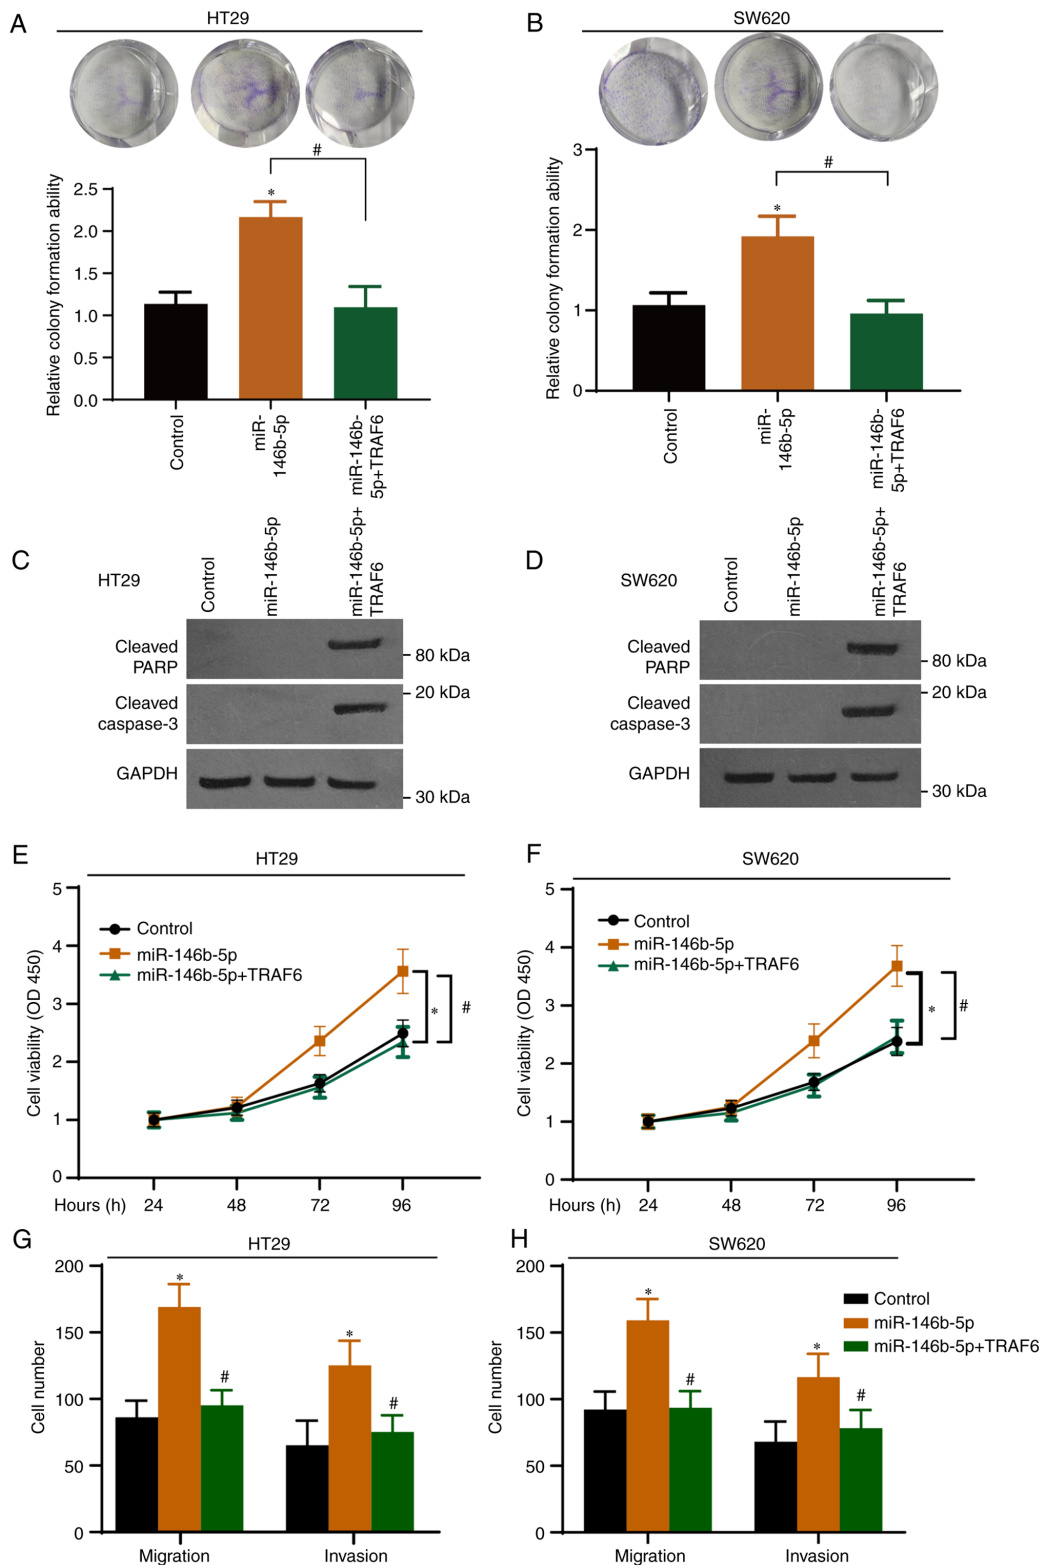 A
HT29
#
*
Relative colony formation ability
2.5
2.0
1.5
1.0
0.5
0.0
Control
miR-
146b-5p
miR-146b-
5p+TRAF6
B
SW620
#
*
Relative colony formation ability
3
2
1
0
Control
miR-
146b-5p
miR-146b-
5p+TRAF6
C
HT29
Control
miR-146b-5p
miR-146b-5p+
TRAF6
Cleaved
PARP
80 kDa
20 kDa
Cleaved
caspase-3
GAPDH
30 kDa
D
SW620
Control
miR-146b-5p
miR-146b-5p+
TRAF6
Cleaved
PARP
80 kDa
20 kDa
Cleaved
caspase-3
GAPDH
30 kDa
E
HT29
Cell viability (OD 450)
5
4
3
2
1
0
Control
miR-146b-5p
miR-146b-5p+TRAF6
* #
Hours (h) 24 48 72 96
F
SW620
Cell viability (OD 450)
5
4
3
2
1
0
Control
miR-146b-5p
miR-146b-5p+TRAF6
* #
Hours (h) 24 48 72 96
G
HT29
Cell number
200
150
100
50
0
* # * #
Migration Invasion
H
SW620
Cell number
200
150
100
50
0
* # * #
Control
miR-146b-5p
miR-146b-5p+TRAF6
Migration Invasion